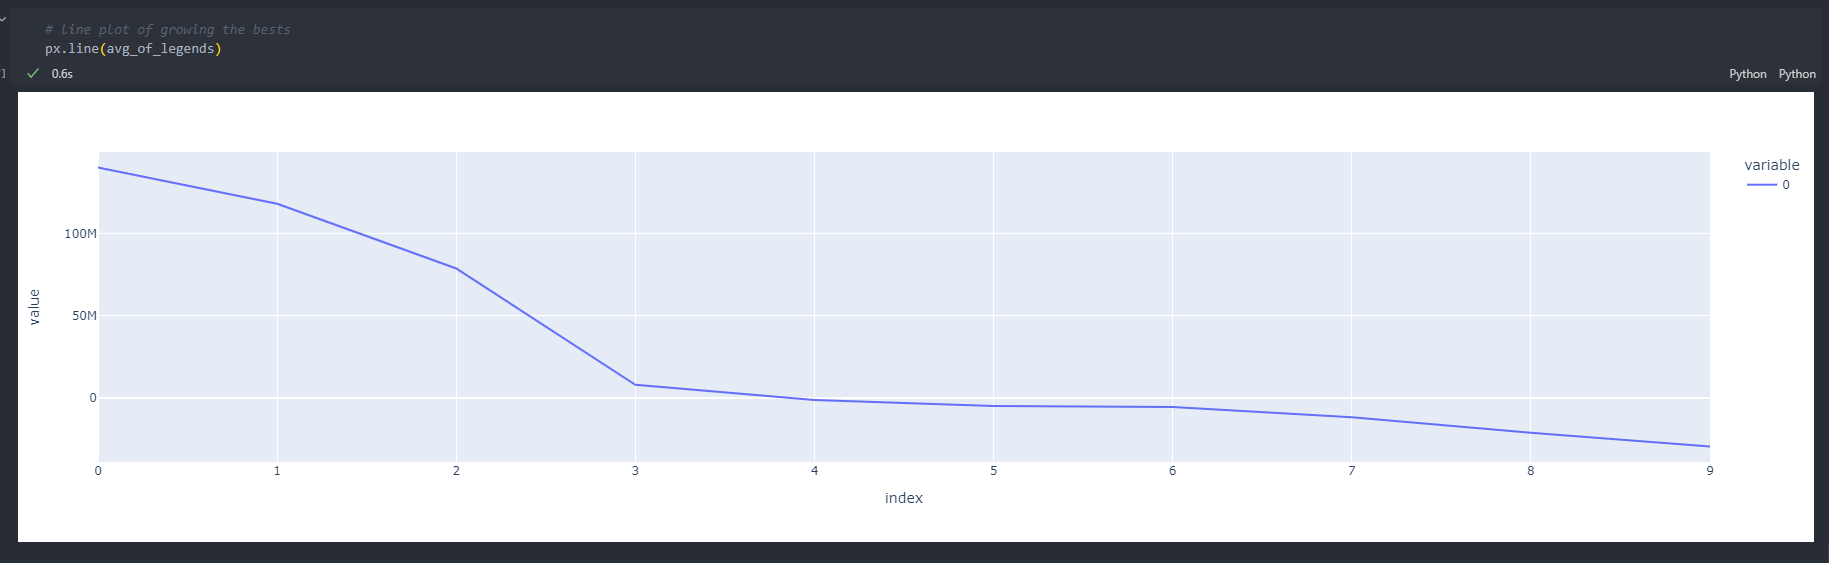 # line plot of growing the bests
px.line(avg_of_legends)
0.6s
Python Python
variable
0
value
100M
50M
0
0 1 2 3 4 5 6 7 8 9
index